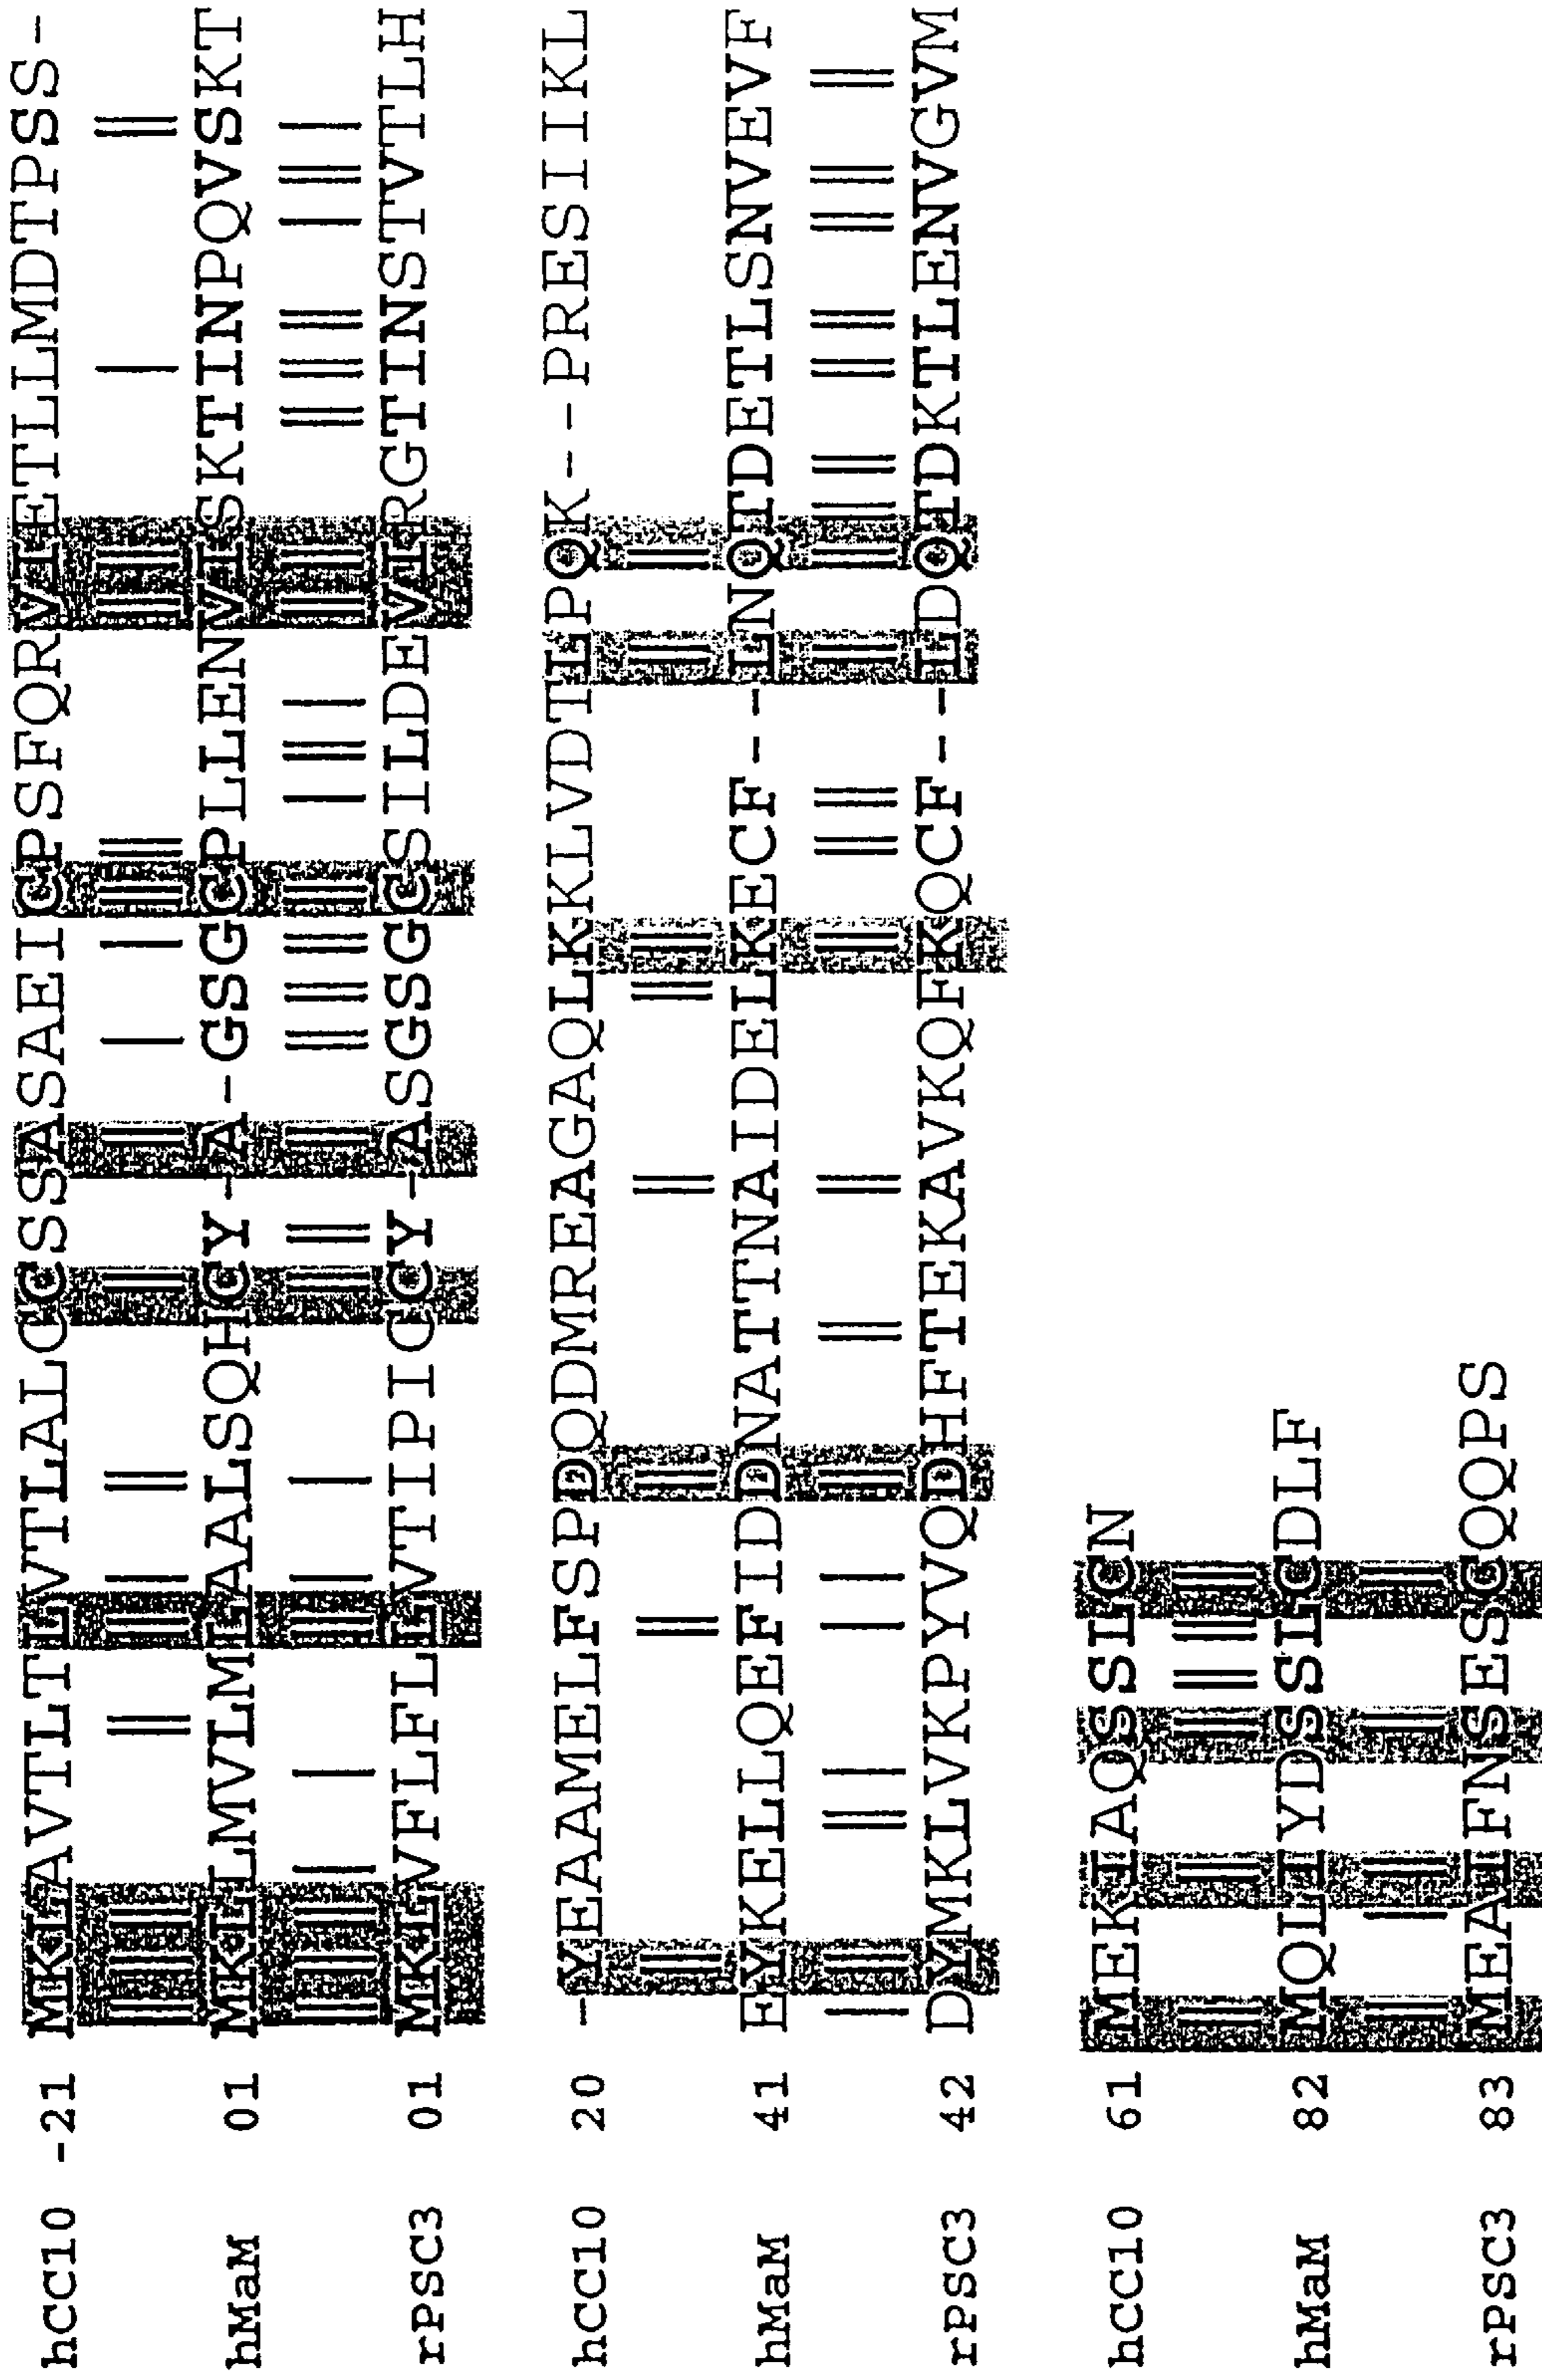 hCC10 -21 MKLAVTLTLVTLALCCSSASAEICPSFQRVIETLLMDTPSS-
hMaM 01 MKLLMVLMLAALSQHCY-A-GSGCPLLENVISKTINPQVSKT
rPSC3 01 MKLVFLFLLVTIPICCY-ASGSGCSILDEVIRGTINSTVTLH
hCC10 20 -YEAAMELFSPDQDMREAGAQLKKLVDTLPQK--PRESIIKL
hMaM 41 EYKELLQEFIDDNATTNAIDELKECF--LNQTDETLSNVEVF
rPSC3 42 DYMKLVKPYVQDHFTEKAVKQFKQCF--LDQTDKTLENVGVM
hCC10 61 MEKIAQSSLCN
hMaM 82 MQLIYDSSLCDLF
rPSC3 83 MEAIFNSESCQQPS